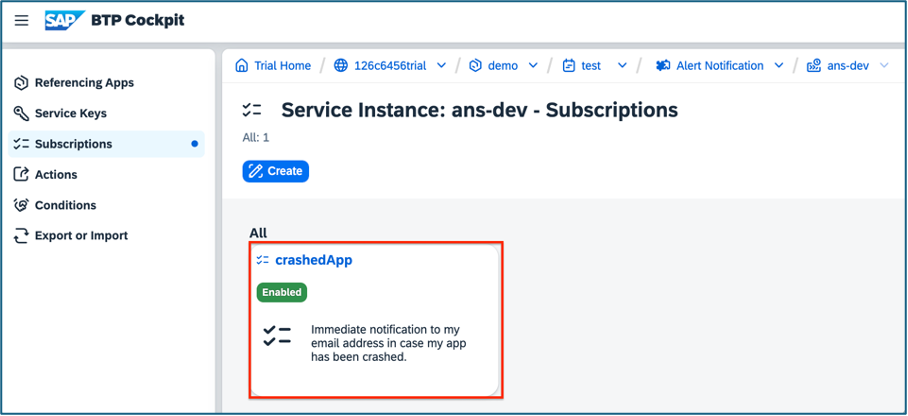 SAP BTP Cockpit
Trial Home / 126c6456trial / demo / test / Alert Notification / ans-dev
Referencing Apps
Service Keys
Subscriptions
Actions
Conditions
Export or Import
Service Instance: ans-dev - Subscriptions
All: 1
Create
All
crashedApp
Enabled
Immediate notification to my
email address in case my app
has been crashed.